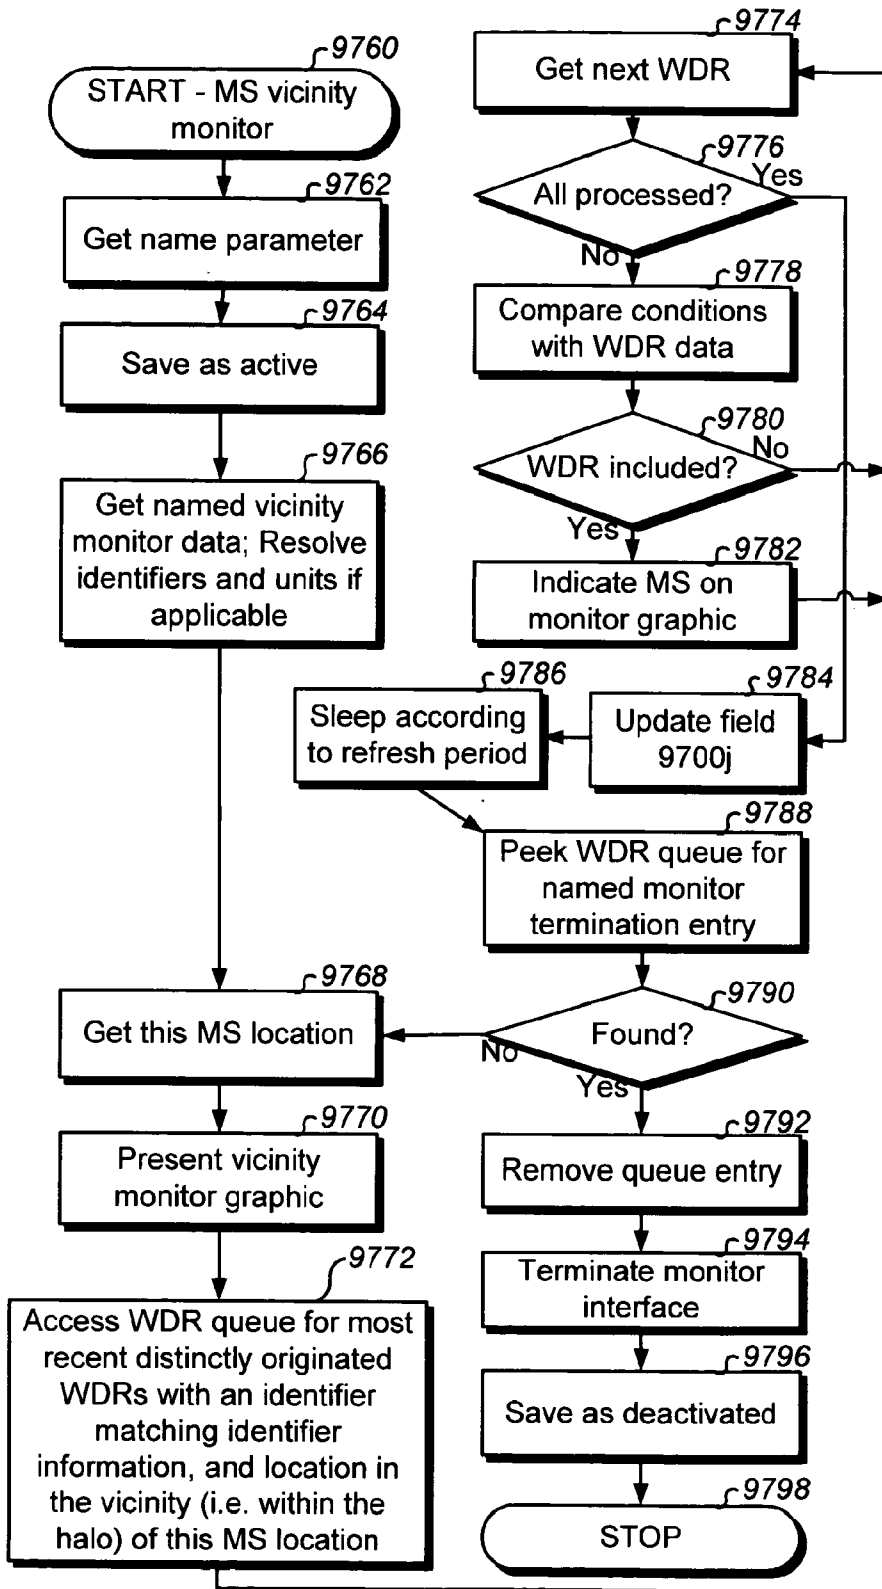 9760
START - MS vicinity
monitor
9762
Get name parameter
9764
Save as active
9766
Get named vicinity
monitor data; Resolve
identifiers and units if
applicable
9768
Get this MS location
9770
Present vicinity
monitor graphic
9772
Access WDR queue for most
recent distinctly originated
WDRs with an identifier
matching identifier
information, and location in
the vicinity (i.e. within the
halo) of this MS location
9774
Get next WDR
9776
Yes
All processed?
No
9778
Compare conditions
with WDR data
9780
No
WDR included?
Yes
9782
Indicate MS on
monitor graphic
9784
Update field
9700j
9786
Sleep according
to refresh period
9788
Peek WDR queue for
named monitor
termination entry
9790
Found?
No
Yes
9792
Remove queue entry
9794
Terminate monitor
interface
9796
Save as deactivated
9798
STOP